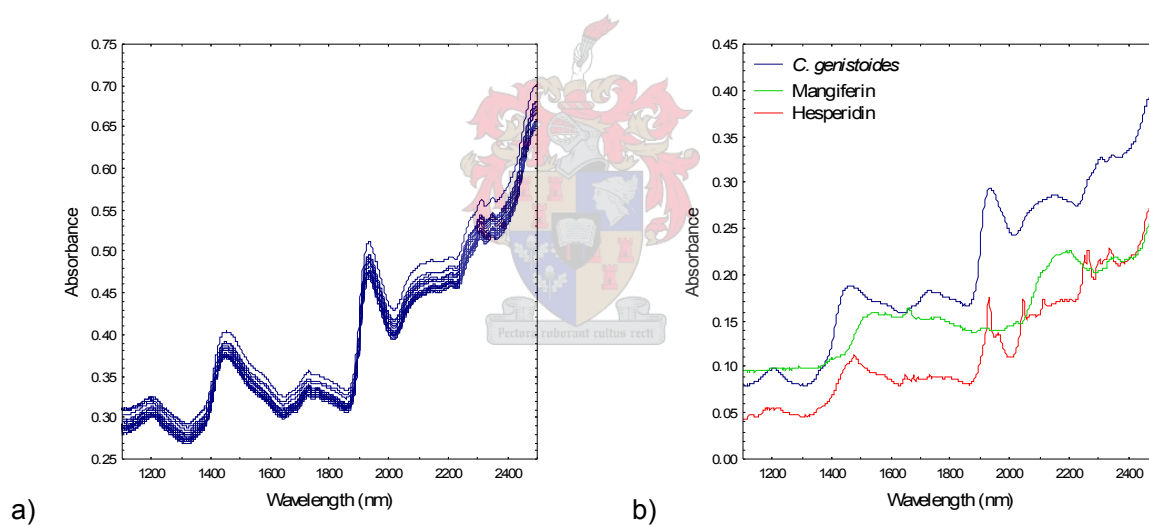 0.75
0.70
0.65
0.60
0.55
0.50
0.45
0.40
0.35
0.30
0.25
Absorbance
1200 1400 1600 1800 2000 2200 2400
Wavelength (nm)
a)
Pectora roborant cultus recti
0.45
0.40
0.35
0.30
0.25
0.20
0.15
0.10
0.05
0.00
Absorbance
C. genistoides
Mangiferin
Hesperidin
1200 1400 1600 1800 2000 2200 2400
Wavelength (nm)
b)